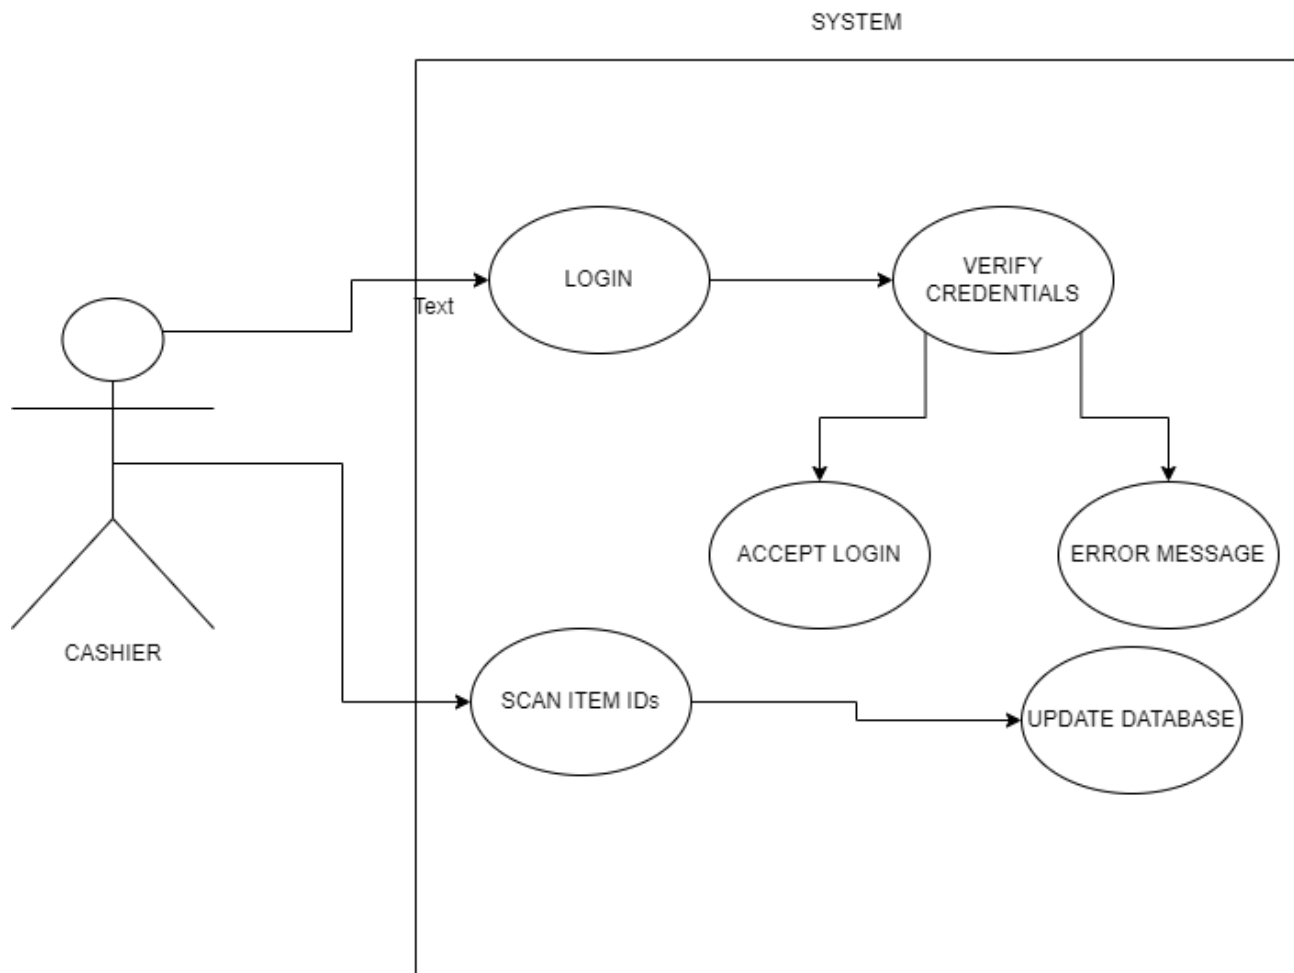 SYSTEM
LOGIN
VERIFY
CREDENTIALS
Text
ACCEPT LOGIN
ERROR MESSAGE
CASHIER
SCAN ITEM IDs
UPDATE DATABASE